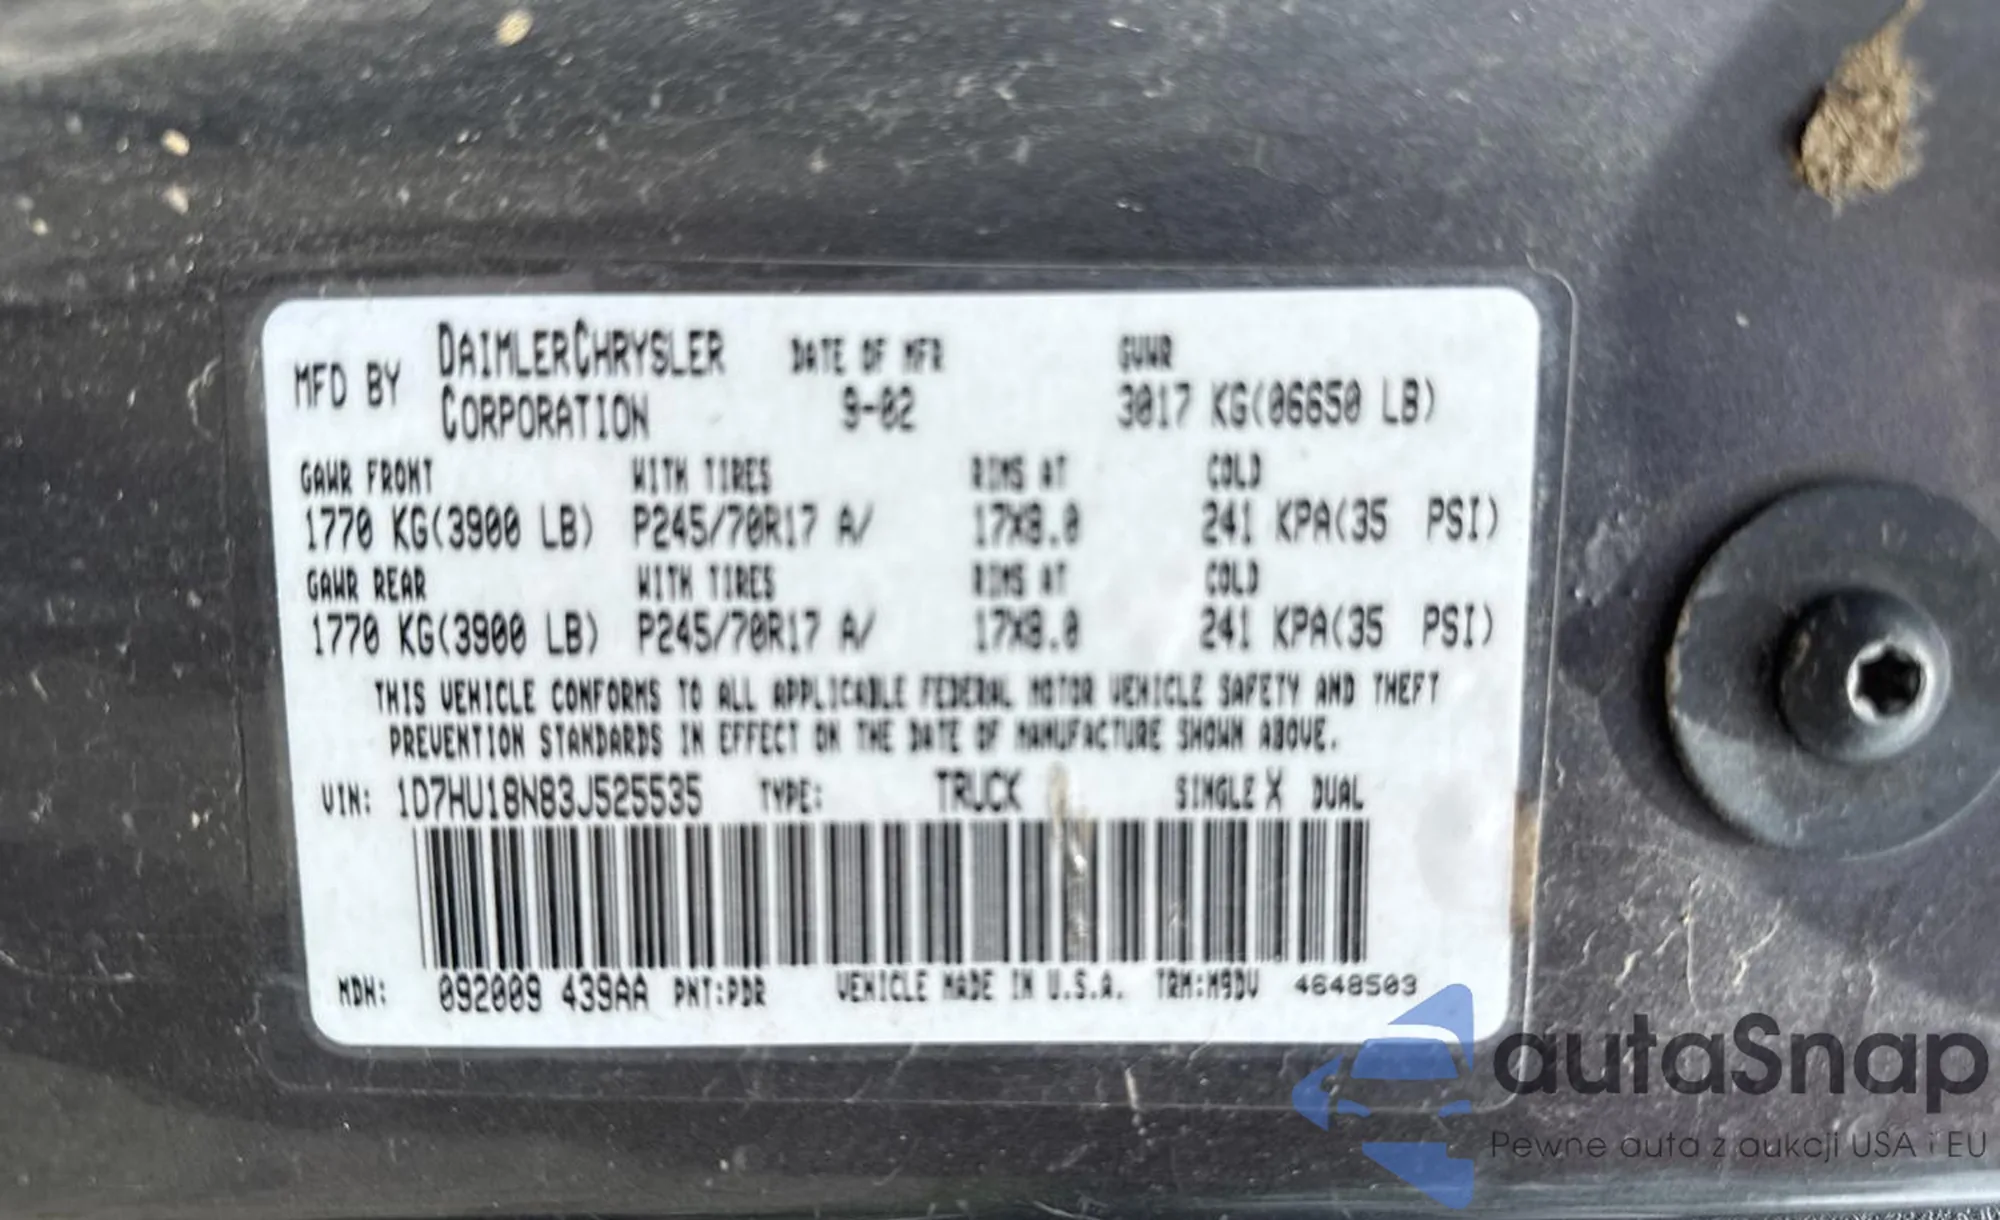 MFD BY DAIMLERCHRYSLER CORPORATION DATE OF MFR 9-02 GVWR 3017 KG(06650 LB)
GAWR FRONT WITH TIRES RIMS AT COLD
1770 KG(3900 LB) P245/70R17 A/ 17X8.0 241 KPA(35 PSI)
GAWR REAR WITH TIRES RIMS AT COLD
1770 KG(3900 LB) P245/70R17 A/ 17X8.0 241 KPA(35 PSI)
THIS VEHICLE CONFORMS TO ALL APPLICABLE FEDERAL MOTOR VEHICLE SAFETY AND THEFT
PREVENTION STANDARDS IN EFFECT ON THE DATE OF MANUFACTURE SHOWN ABOVE.
VIN: 1D7HU18N83J525535 TYPE: TRUCK SINGLE X DUAL
MDH: 092009 439AA PNT:PDR VEHICLE MADE IN U.S.A. TRM:M9DV 4648503
autaSnap
Pewne auta z aukcji USA i EU